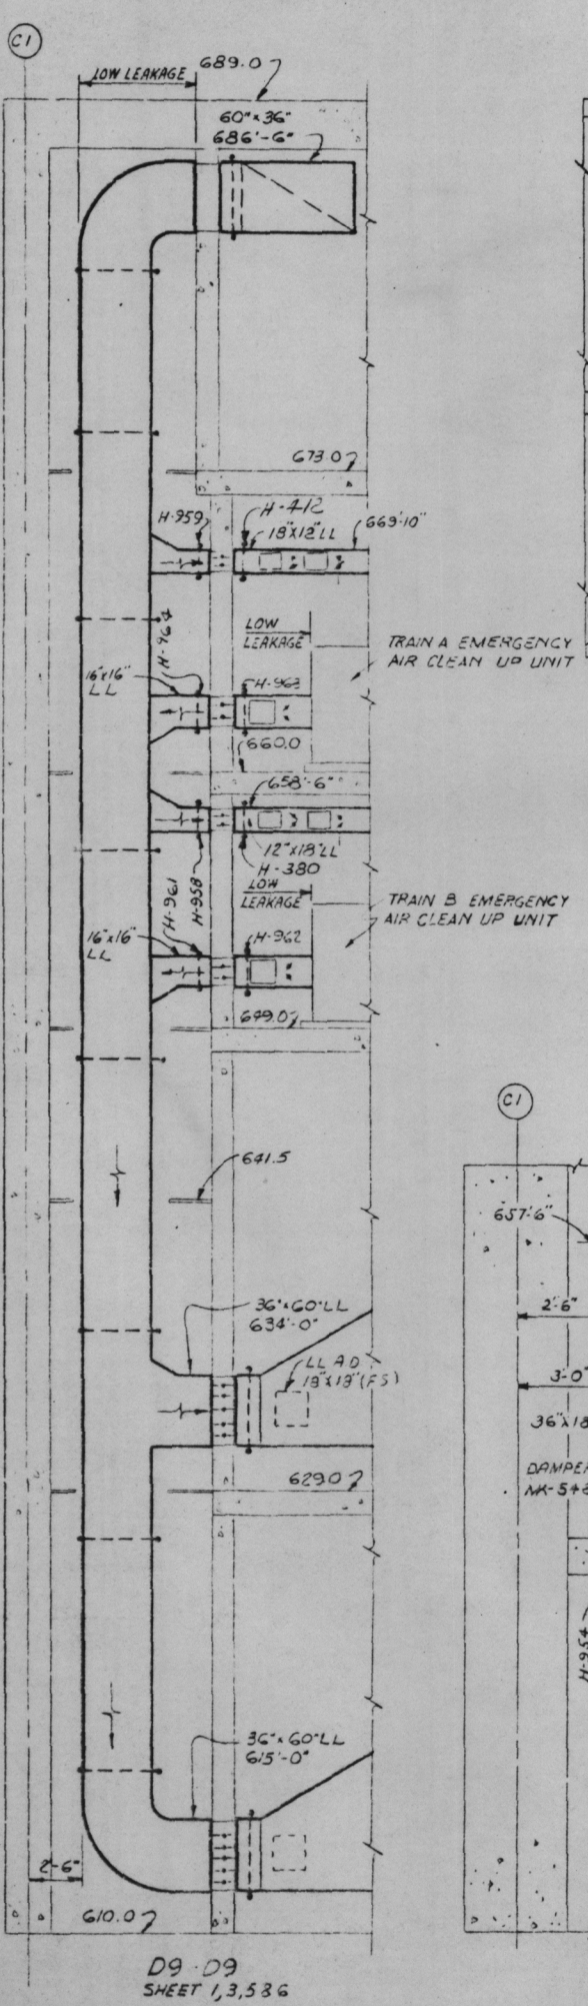 C1
LOW LEAKAGE
689.0
60"x36"
686'-6"
673.0
H-959
H-412
18"x12"LL
669'-10"
H-964
LOW
LEAKAGE
TRAIN A EMERGENCY
AIR CLEAN UP UNIT
16"x16"
LL
H-963
660.0
658'-6"
12"x18"LL
H-380
LOW
LEAKAGE
H-961
H-958
TRAIN B EMERGENCY
AIR CLEAN UP UNIT
16"x16"
LL
H-962
649.0
C1
641.5
657'-6"
2'-6"
36"x60"LL
634'-0"
LL AD
18"x18"(FS)
3'-0"
36"x18
629.0
H-954
36"x60"LL
615'-0"
2'-6"
610.0
D9-D9
SHEET 1,3,5&6